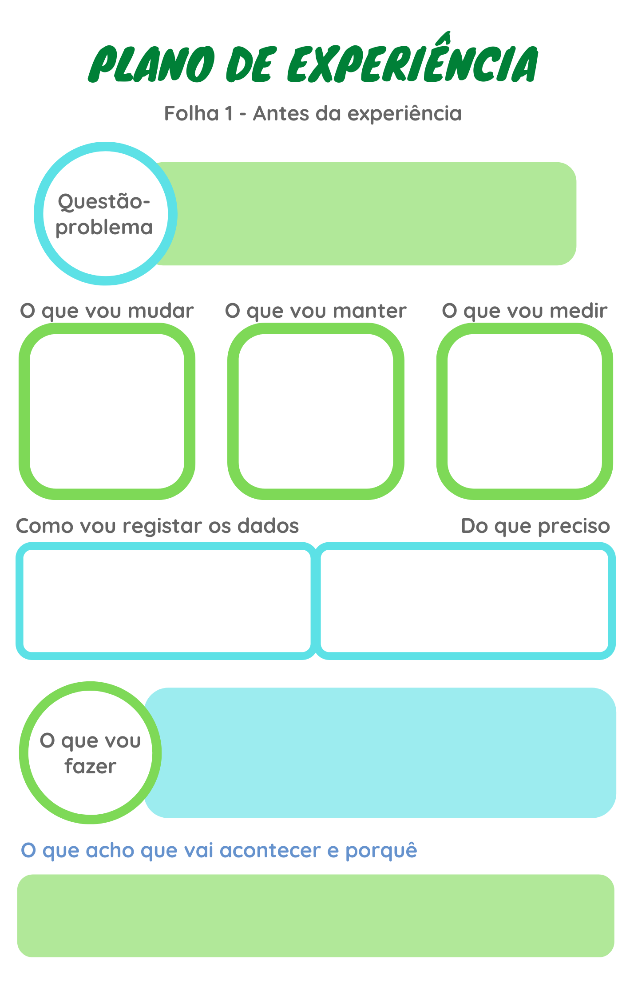 PLANO DE EXPERIÊNCIA
Folha 1 - Antes da experiência
Questão-
problema
O que vou mudar
O que vou manter
O que vou medir
Como vou registar os dados
Do que preciso
O que vou
fazer
O que acho que vai acontecer e porquê